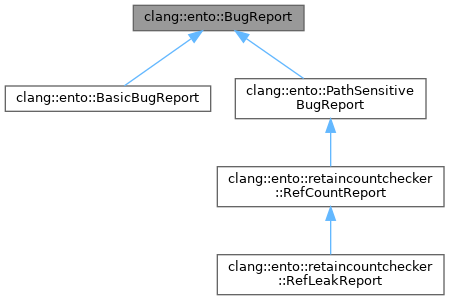 clang::ento::BugReport
clang::ento::BasicBugReport
clang::ento::PathSensitive
BugReport
clang::ento::retaincountchecker
::RefCountReport
clang::ento::retaincountchecker
::RefLeakReport